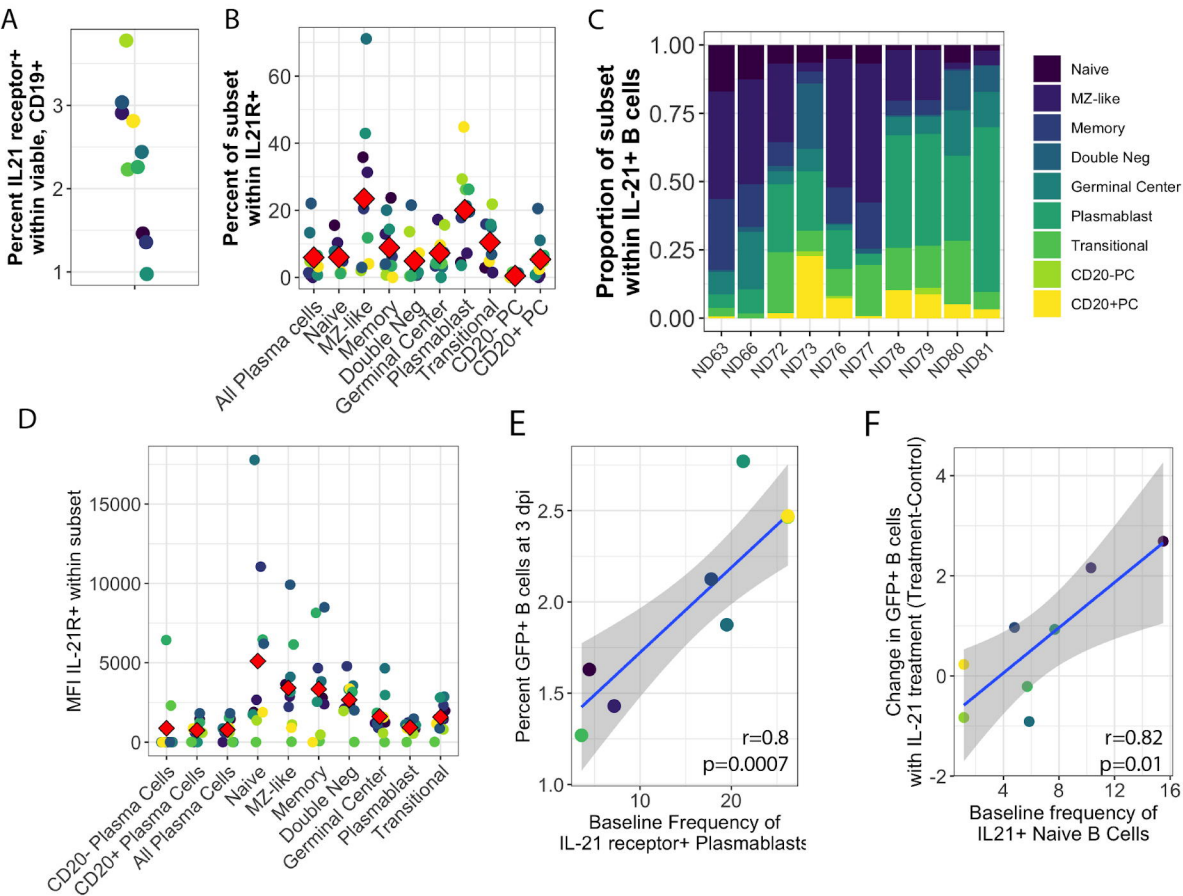 A
Percent IL21 receptor+
within viable, CD19+
3
2
1
B
Percent of subset
within IL21R+
60
40
20
0
All Plasma cells
Naive
MZ-like
Memory
Double Neg
Germinal Center
Plasmablast
Transitional
CD20- PC
CD20+ PC
C
Proportion of subset
within IL-21+ B cells
1.00
0.75
0.50
0.25
0.00
ND63
ND66
ND72
ND73
ND76
ND77
ND78
ND79
ND80
ND81
Naive
MZ-like
Memory
Double Neg
Germinal Center
Plasmablast
Transitional
CD20-PC
CD20+PC
D
MFI IL-21R+ within subset
15000
10000
5000
0
CD20- Plasma Cells
CD20+ Plasma Cells
All Plasma Cells
Naive
MZ-like
Memory
Double Neg
Germinal Center
Plasmablast
Transitional
E
Percent GFP+ B cells at 3 dpi
2.5
2.0
1.5
1.0
r=0.8
p=0.0007
10
20
Baseline Frequency of
IL-21 receptor+ Plasmablasts
F
Change in GFP+ B cells
with IL-21 treatment (Treatment-Control)
4
2
0
-2
r=0.82
p=0.01
4
8
12
16
Baseline frequency of
IL21+ Naive B Cells